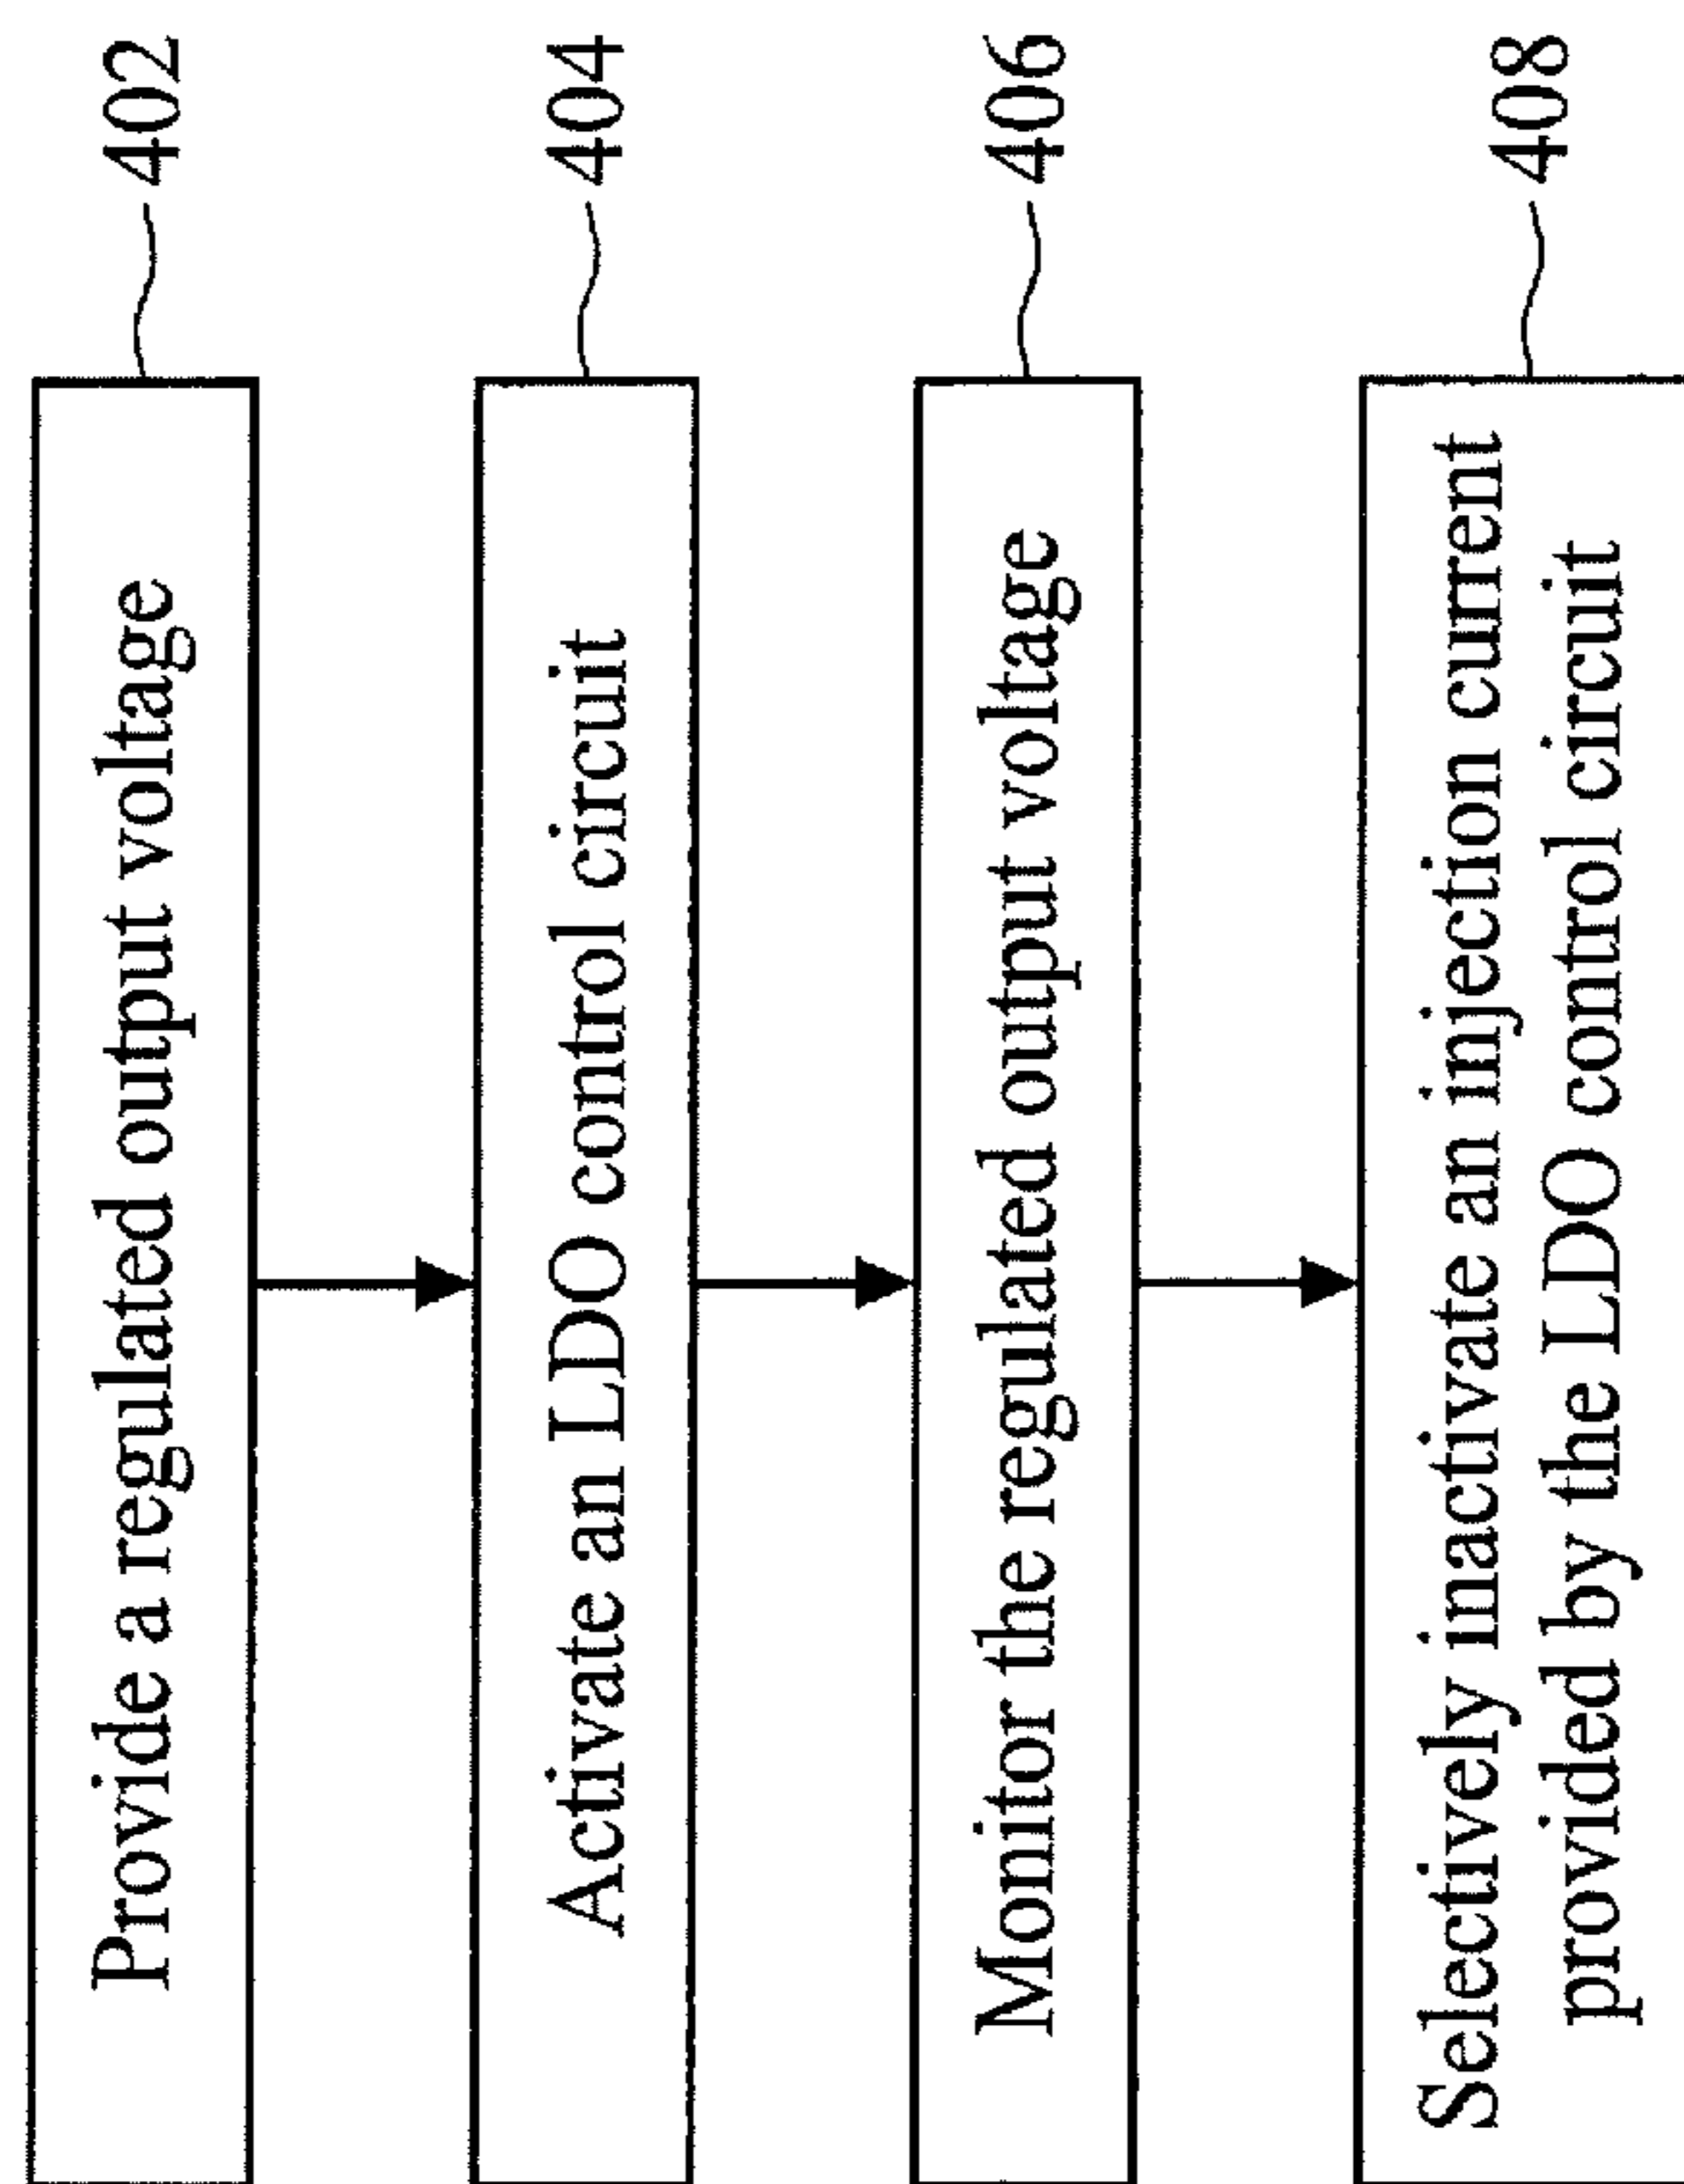 Provide a regulated output voltage
402
Activate an LDO control circuit
404
Monitor the regulated output voltage
406
Selectively inactivate an injection current
provided by the LDO control circuit
408